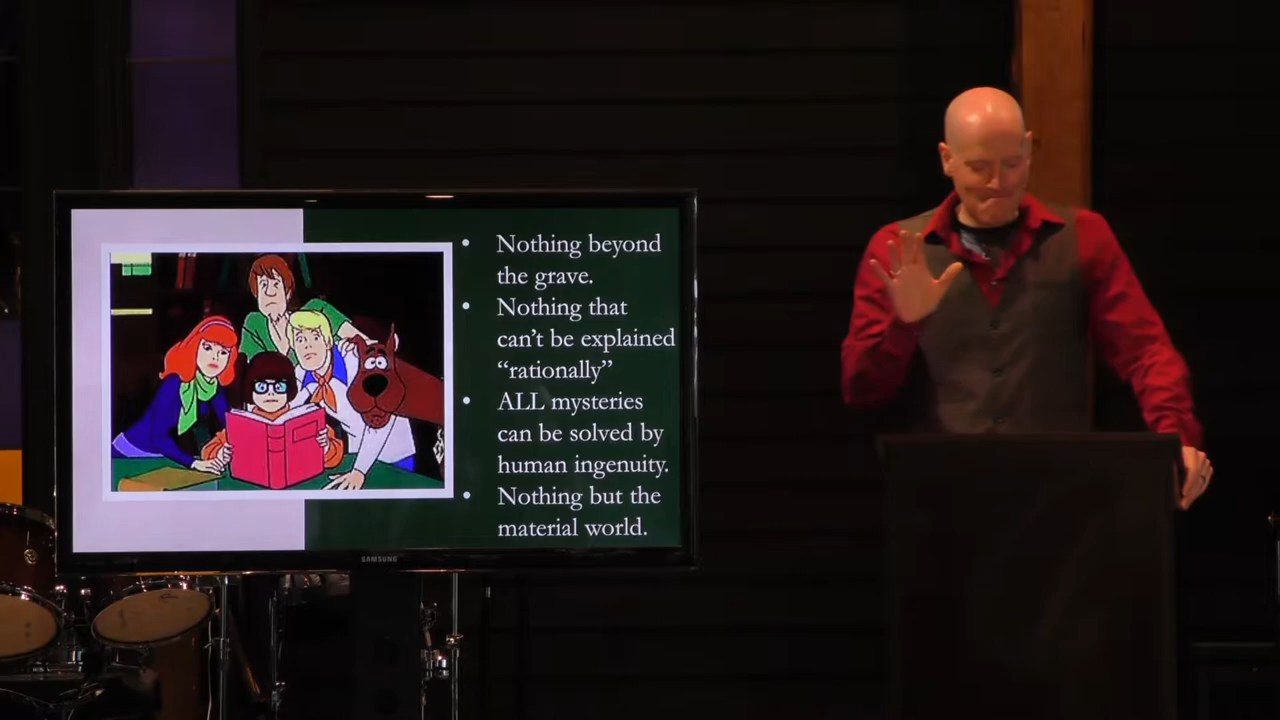 • Nothing beyond
the grave.
• Nothing that
can’t be explained
“rationally”
• ALL mysteries
can be solved by
human ingenuity.
• Nothing but the
material world.
SAMSUNG